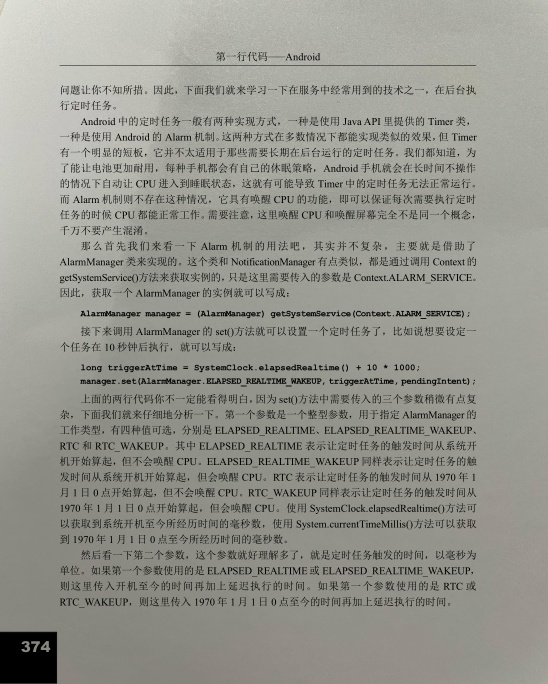 第一行代码——Android
问题让你不知所措。因此，下面我们就来学习一下在服务中经常用到的技术之一，在后台执
行定时任务。
Android 中的定时任务一般有两种实现方式，一种是使用 Java API 里提供的 Timer 类，
一种是使用 Android 的 Alarm 机制。这两种方式在多数情况下都能实现类似的效果，但 Timer
有一个明显的短板，它并不太适用于那些需要长期在后台运行的定时任务。我们都知道，为
了能让电池更加耐用，每种手机都会有自己的休眠策略，Android 手机就会在长时间不操作
的情况下自动让 CPU 进入到睡眠状态，这就有可能导致 Timer 中的定时任务无法正常运行。
而 Alarm 机制则不存在这种情况，它具有唤醒 CPU 的功能，即可以保证每次需要执行定时
任务的时候 CPU 都能正常工作。需要注意，这里唤醒 CPU 和唤醒屏幕完全不是同一个概念，
千万不要产生混淆。
那么首先我们来看一下 Alarm 机制的用法吧，其实并不复杂，主要就是借助了
AlarmManager 类来实现的。这个类和 NotificationManager 有点类似，都是通过调用 Context 的
getSystemService()方法来获取实例的，只是这里需要传入的参数是 Context.ALARM_SERVICE。
因此，获取一个 AlarmManager 的实例就可以写成：
AlarmManager manager = (AlarmManager) getSystemService(Context.ALARM_SERVICE);
接下来调用 AlarmManager 的 set()方法就可以设置一个定时任务了，比如说想要设定一
个任务在 10 秒钟后执行，就可以写成：
long triggerAtTime = SystemClock.elapsedRealtime() + 10 * 1000;
manager.set(AlarmManager.ELAPSED_REALTIME_WAKEUP, triggerAtTime, pendingIntent);
上面的两行代码你不一定能看得明白，因为 set()方法中需要传入的三个参数稍微有点复
杂，下面我们就来仔细地分析一下。第一个参数是一个整型参数，用于指定 AlarmManager 的
工作类型，有四种值可选，分别是 ELAPSED_REALTIME、ELAPSED_REALTIME_WAKEUP、
RTC 和 RTC_WAKEUP。其中 ELAPSED_REALTIME 表示让定时任务的触发时间从系统开
机开始算起，但不会唤醒 CPU。ELAPSED_REALTIME_WAKEUP 同样表示让定时任务的触
发时间从系统开机开始算起，但会唤醒 CPU。RTC 表示让定时任务的触发时间从 1970 年 1
月 1 日 0 点开始算起，但不会唤醒 CPU。RTC_WAKEUP 同样表示让定时任务的触发时间从
1970 年 1 月 1 日 0 点开始算起，但会唤醒 CPU。使用 SystemClock.elapsedRealtime()方法可
以获取到系统开机至今所经历时间的毫秒数，使用 System.currentTimeMillis()方法可以获取
到 1970 年 1 月 1 日 0 点至今所经历时间的毫秒数。
然后看一下第二个参数，这个参数就好理解多了，就是定时任务触发的时间，以毫秒为
单位。如果第一个参数使用的是 ELAPSED_REALTIME 或 ELAPSED_REALTIME_WAKEUP，
则这里传入开机至今的时间再加上延迟执行的时间。如果第一个参数使用的是 RTC 或
RTC_WAKEUP，则这里传入 1970 年 1 月 1 日 0 点至今的时间再加上延迟执行的时间。
374